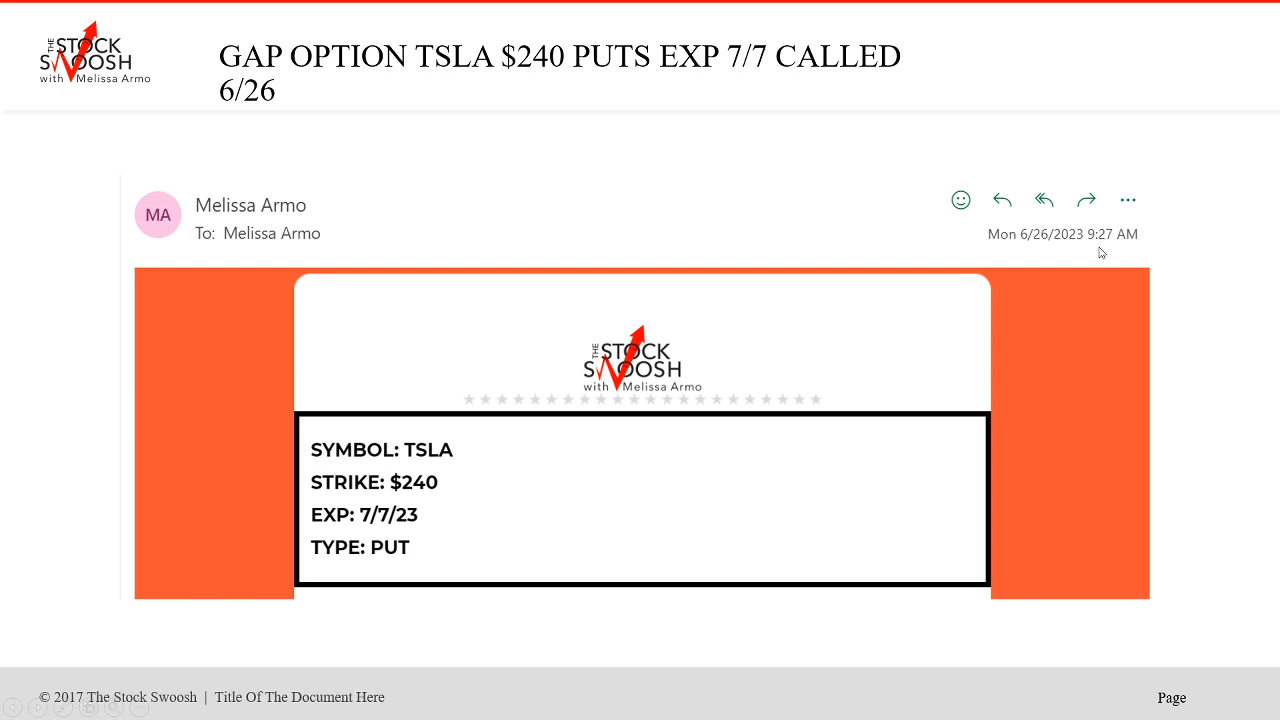 THE
STOCK
SWOOSH
with Melissa Armo
GAP OPTION TSLA $240 PUTS EXP 7/7 CALLED
6/26
MA
Melissa Armo
To: Melissa Armo
Mon 6/26/2023 9:27 AM
THE
STOCK
SWOOSH
with Melissa Armo
SYMBOL: TSLA
STRIKE: $240
EXP: 7/7/23
TYPE: PUT
© 2017 The Stock Swoosh | Title Of The Document Here
Page